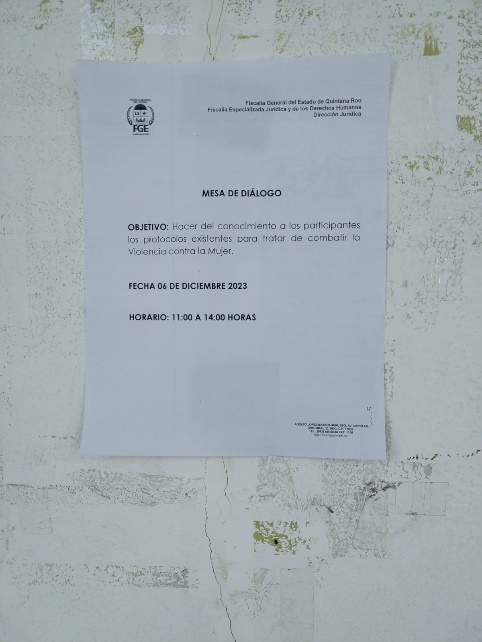 FGE
Fiscalía General del Estado de Quintana Roo
Fiscalía Especializada Jurídica y de los Derechos Humanos
Dirección Jurídica
MESA DE DIÁLOGO
OBJETIVO: Hacer del conocimiento a los participantes
los protocolos existentes para tratar de combatir la
Violencia contra la Mujer.
FECHA 06 DE DICIEMBRE 2023
HORARIO: 11:00 A 14:00 HORAS